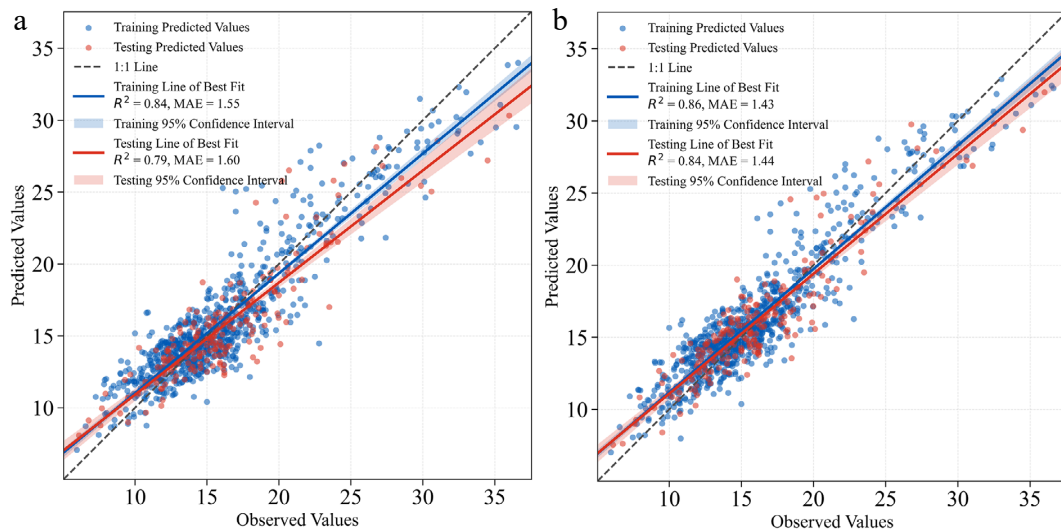 a
Training Predicted Values
Testing Predicted Values
1:1 Line
Training Line of Best Fit
R² = 0.84, MAE = 1.55
Training 95% Confidence Interval
Testing Line of Best Fit
R² = 0.79, MAE = 1.60
Testing 95% Confidence Interval
35
30
25
20
15
10
Predicted Values
10 15 20 25 30 35
Observed Values
b
Training Predicted Values
Testing Predicted Values
1:1 Line
Training Line of Best Fit
R² = 0.86, MAE = 1.43
Training 95% Confidence Interval
Testing Line of Best Fit
R² = 0.84, MAE = 1.44
Testing 95% Confidence Interval
35
30
25
20
15
10
Predicted Values
10 15 20 25 30 35
Observed Values